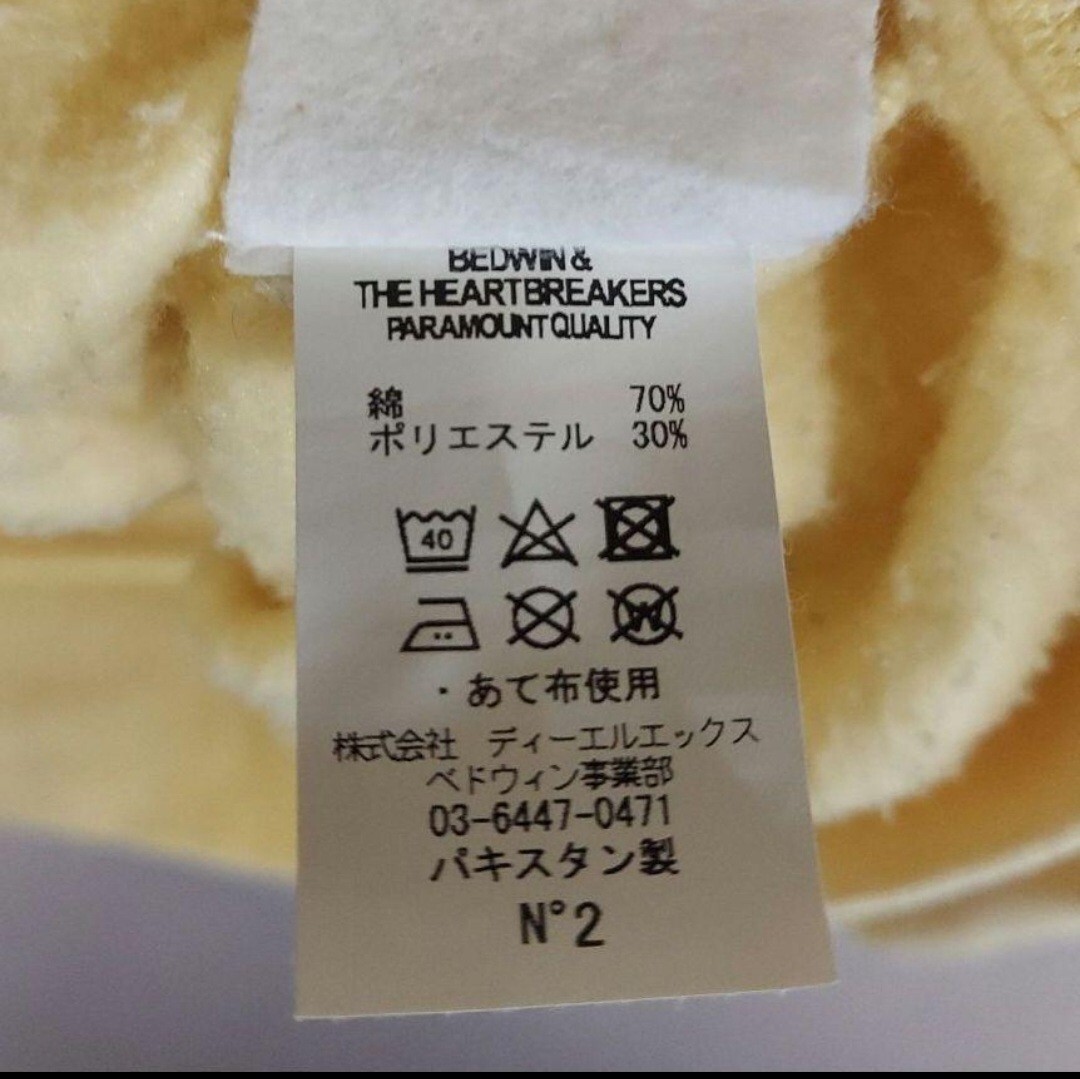 BEDWIN &
THE HEARTBREAKERS
PARAMOUNT QUALITY
綿 70%
ポリエステル 30%
40
W
・あて布使用
株式会社 ディーエルエックス
ベドウィン事業部
03-6447-0471
パキスタン製
N°2